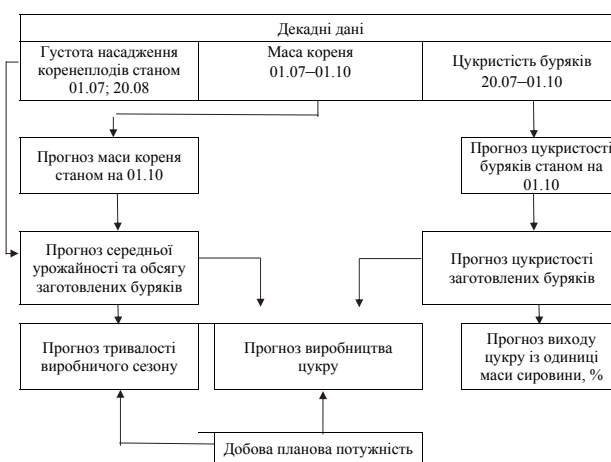 Декадні дані
Густота насадження
коренеплодів станом
01.07; 20.08
Маса кореня
01.07–01.10
Цукристість буряків
20.07–01.10
Прогноз маси кореня
станом на 01.10
Прогноз цукристості
буряків станом на
01.10
Прогноз середньої
урожайності та обсягу
заготовлених буряків
Прогноз цукристості
заготовлених буряків
Прогноз тривалості
виробничого сезону
Прогноз виробництва
цукру
Прогноз виходу
цукру із одиниці
маси сировини, %
Добова планова потужність